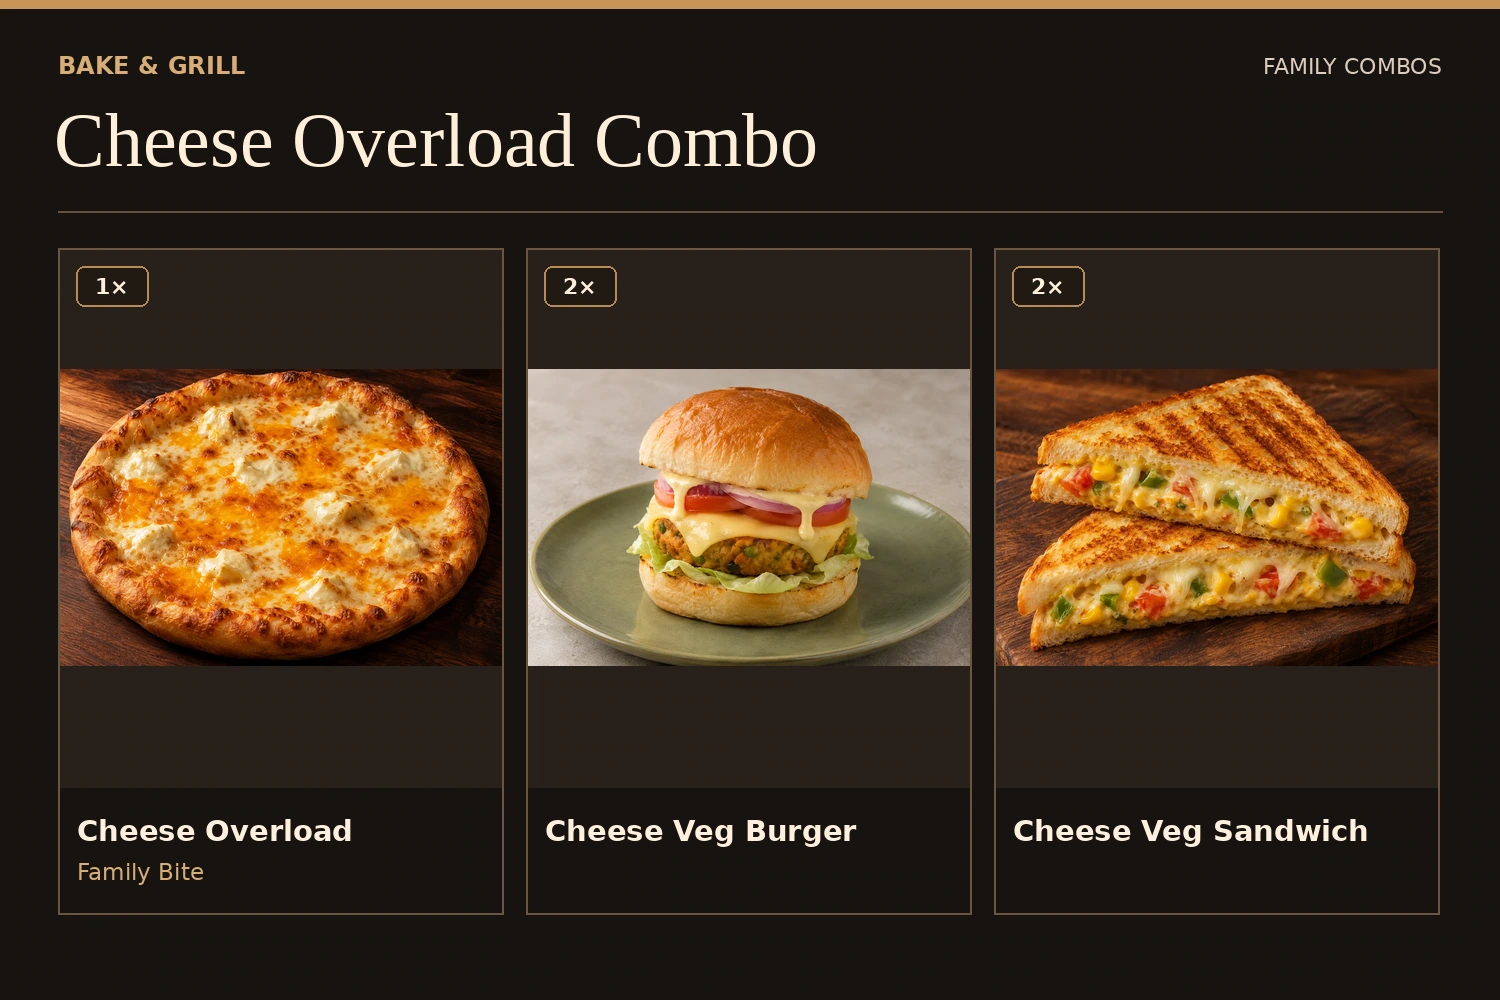 BAKE & GRILL
FAMILY COMBOS
Cheese Overload Combo
1×
2×
2×
Cheese Overload
Family Bite
Cheese Veg Burger
Cheese Veg Sandwich